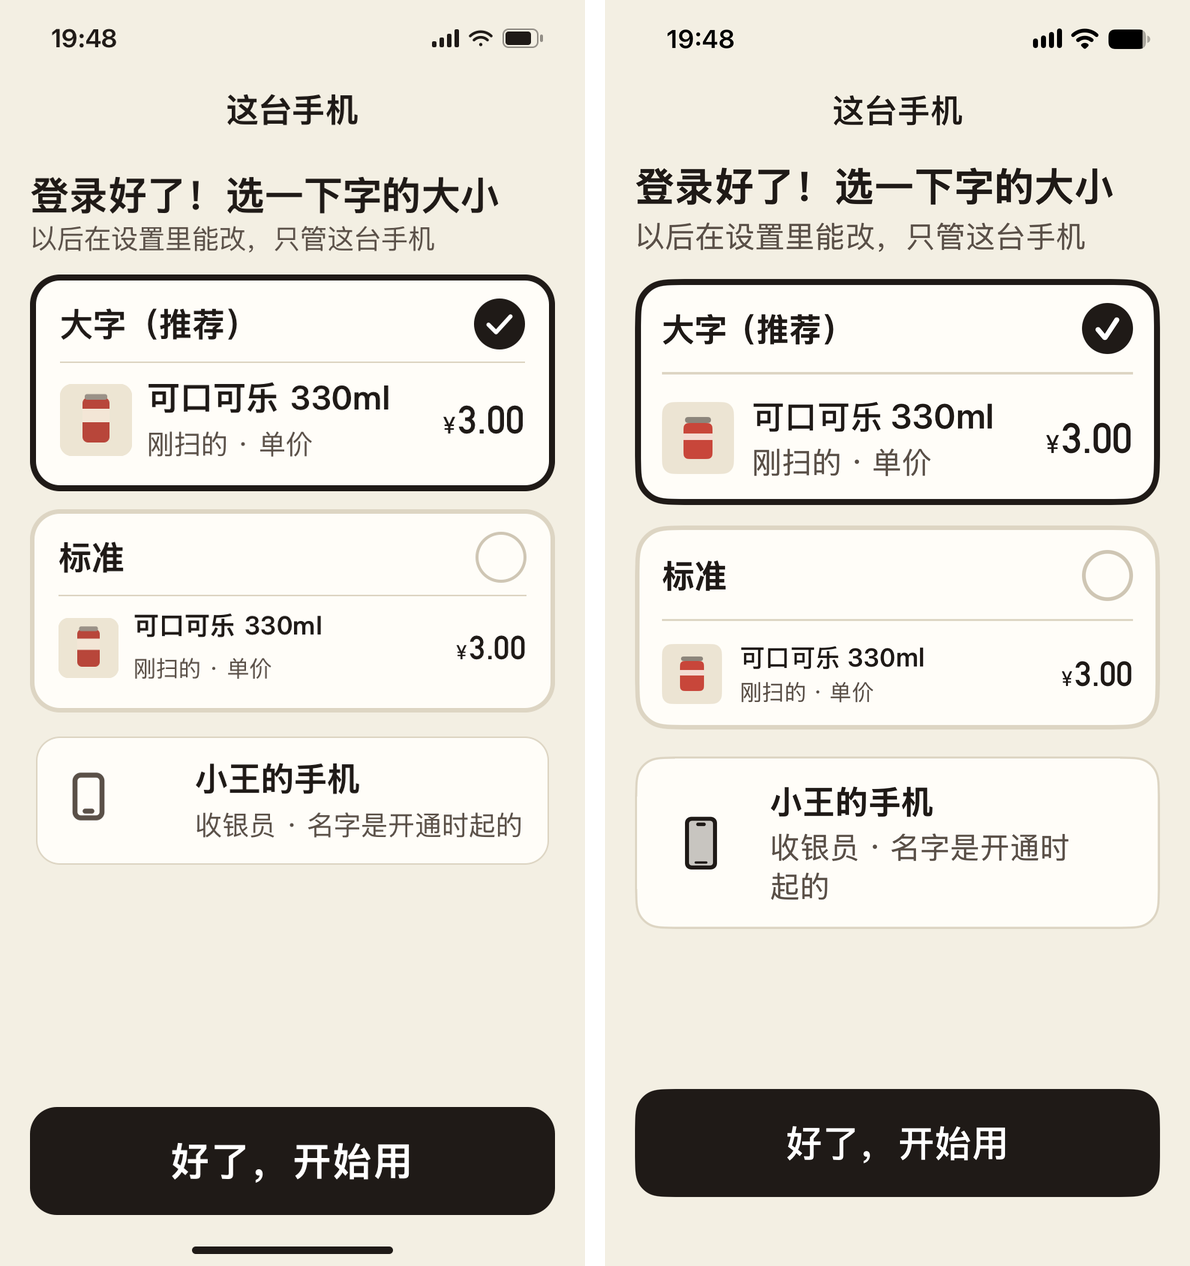 19:48
这台手机
登录好了！选一下字的大小
以后在设置里能改，只管这台手机
大字（推荐）
可口可乐 330ml
刚扫的 · 单价
¥3.00
标准
可口可乐 330ml
刚扫的 · 单价
¥3.00
小王的手机
收银员 · 名字是开通时起的
好了，开始用
19:48
这台手机
登录好了！选一下字的大小
以后在设置里能改，只管这台手机
大字（推荐）
可口可乐 330ml
刚扫的 · 单价
¥3.00
标准
可口可乐 330ml
刚扫的 · 单价
¥3.00
小王的手机
收银员 · 名字是开通时
起的
好了，开始用